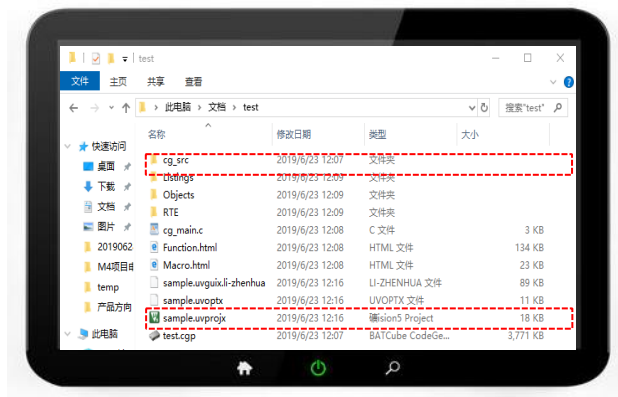 test
文件 主页 共享 查看
此电脑 > 文档 > test 搜索"test"
名称 修改日期 类型 大小
快速访问
桌面
下载
文档
图片
2019062
M4项目
temp
产品方向
此电脑
cg_src 2019/6/23 12:07 文件夹
Listings 2019/6/23 12:09 文件夹
Objects 2019/6/23 12:09 文件夹
RTE 2019/6/23 12:09 文件夹
cg_main.c 2019/6/23 12:08 C 文件 3 KB
Function.html 2019/6/23 12:08 HTML 文件 134 KB
Macro.html 2019/6/23 12:08 HTML 文件 23 KB
sample.uvguix.li-zhenhua 2019/6/23 12:16 LI-ZHENHUA 文件 89 KB
sample.uvoptx 2019/6/23 12:16 UVOPTX 文件 11 KB
sample.uvprojx 2019/6/23 12:16 礦ision5 Project 18 KB
test.cgp 2019/6/23 12:07 BATCube CodeGe... 3,771 KB